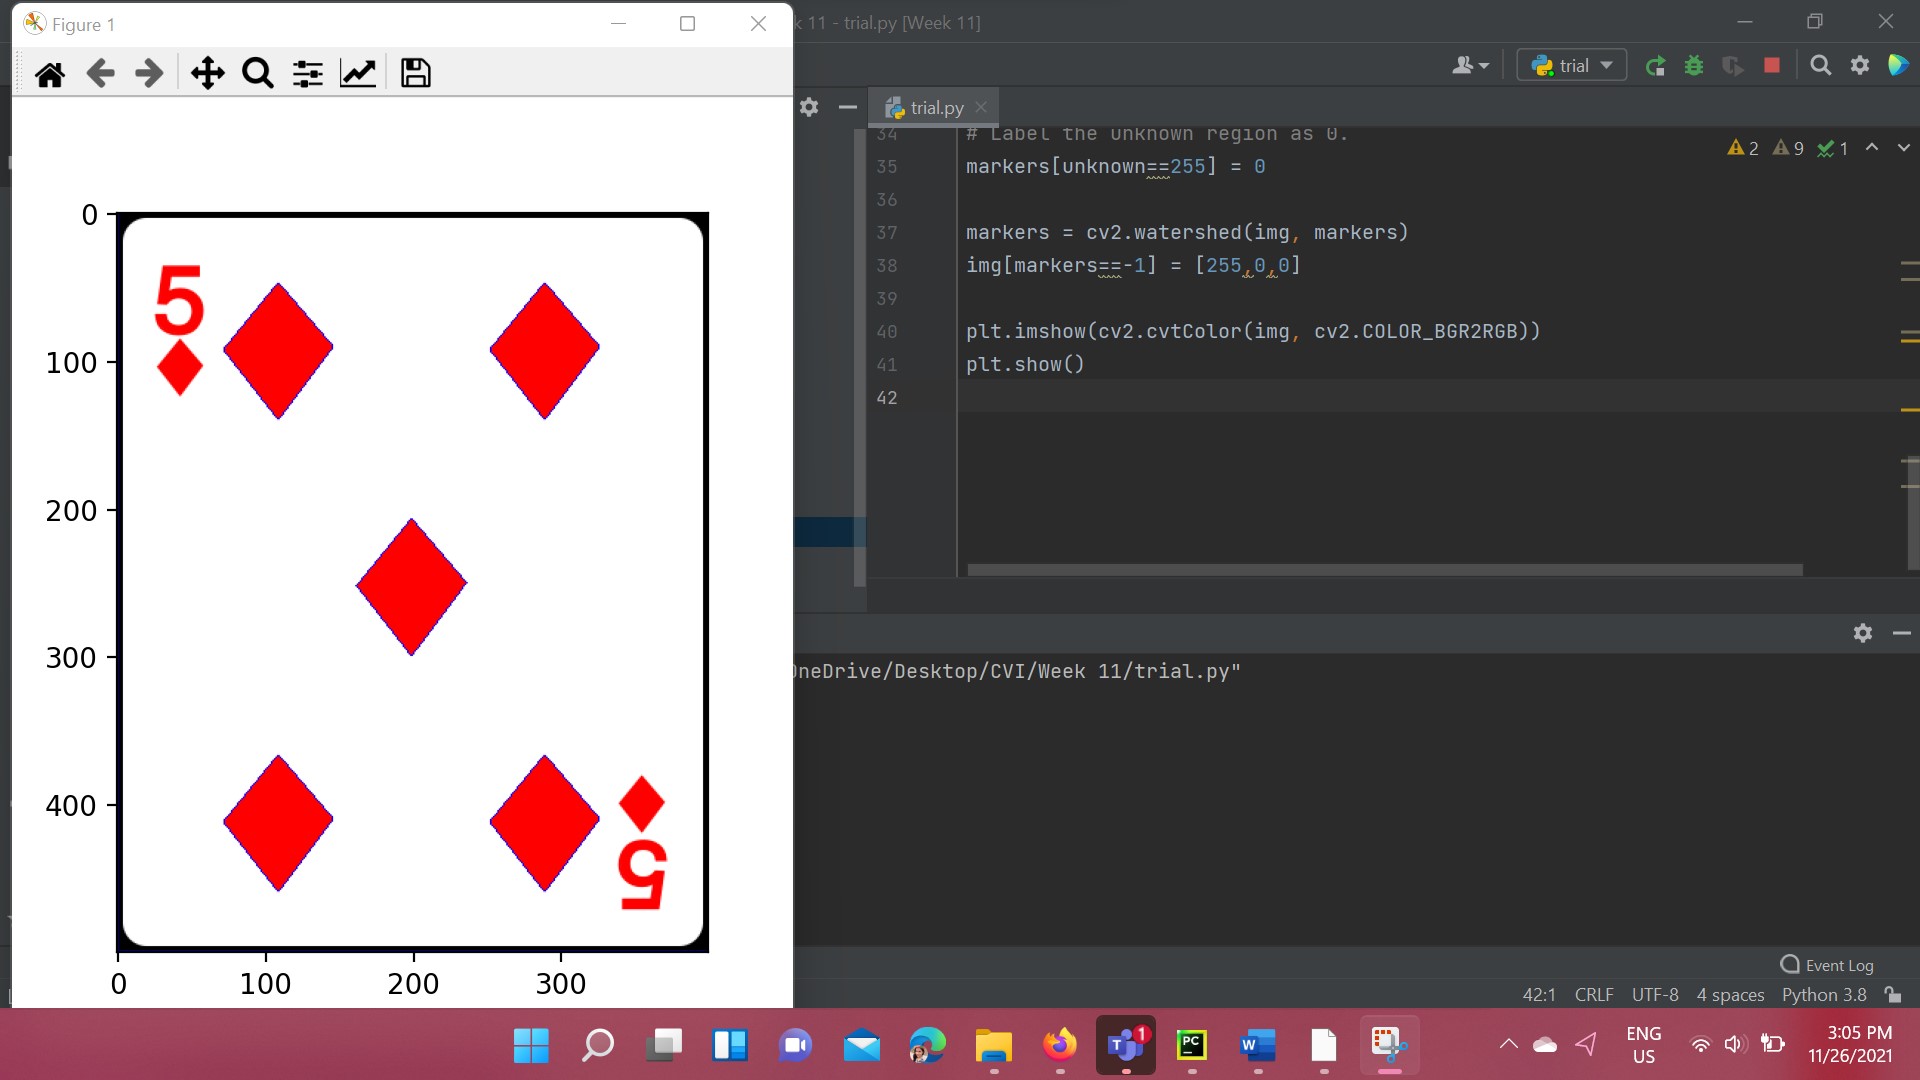 Figure 1
k 11 - trial.py [Week 11]
trial
trial.py
34 # Label the unknown region as 0.
35 markers[unknown==255] = 0
2 9 1
36
37 markers = cv2.watershed(img, markers)
38 img[markers==-1] = [255,0,0]
39
40 plt.imshow(cv2.cvtColor(img, cv2.COLOR_BGR2RGB))
41 plt.show()
42
0
100
200
300
400
0 100 200 300
5
5
OneDrive/Desktop/CVI/Week 11/trial.py"
Event Log
42:1 CRLF UTF-8 4 spaces Python 3.8
T
1
PC
W
ENG
US
3:05 PM
11/26/2021